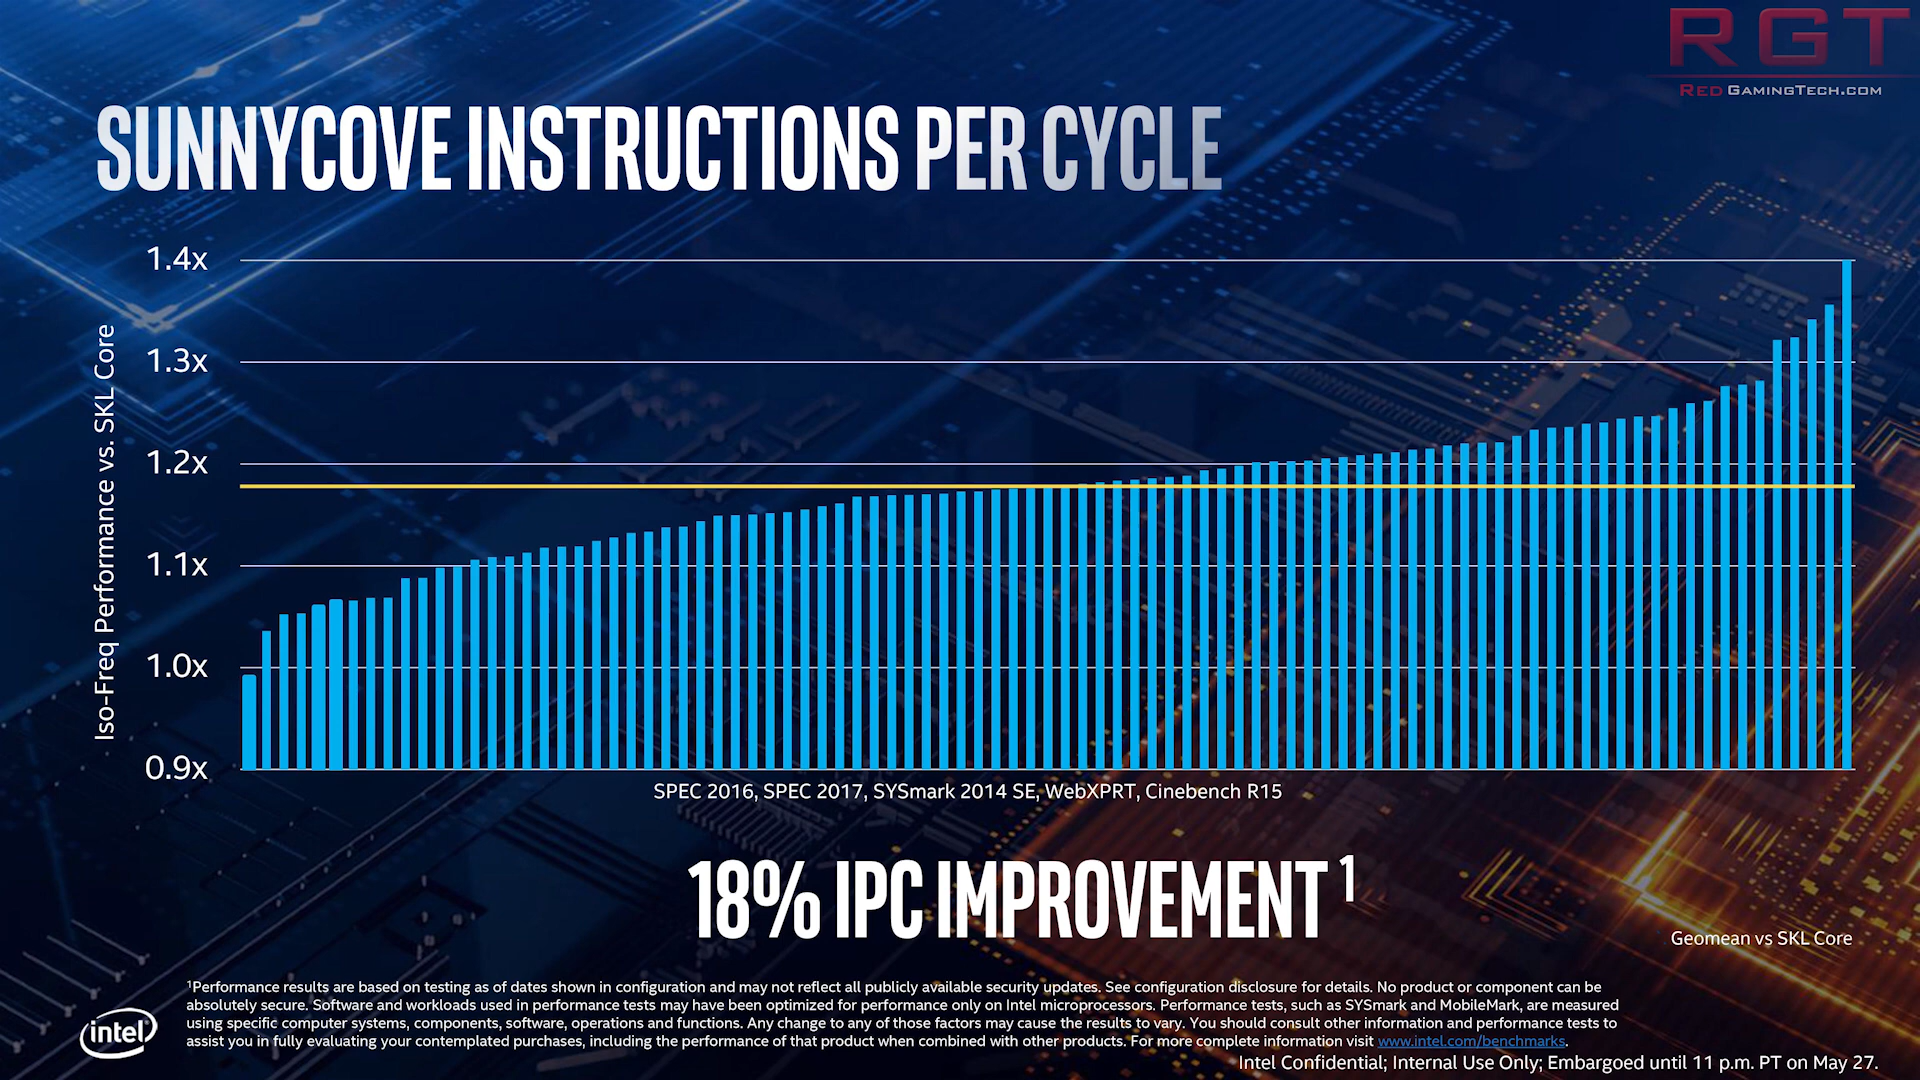 RGT
RED GAMINGTECH.COM
SUNNYCOVE INSTRUCTIONS PER CYCLE
Iso-Freq Performance vs. SKL Core
1.4x
1.3x
1.2x
1.1x
1.0x
0.9x
SPEC 2016, SPEC 2017, SYSmark 2014 SE, WebXPRT, Cinebench R15
18% IPC IMPROVEMENT 1
Geomean vs SKL Core
1Performance results are based on testing as of dates shown in configuration and may not reflect all publicly available security updates. See configuration disclosure for details. No product or component can be
absolutely secure. Software and workloads used in performance tests may have been optimized for performance only on Intel microprocessors. Performance tests, such as SYSmark and MobileMark, are measured
using specific computer systems, components, software, operations and functions. Any change to any of those factors may cause the results to vary. You should consult other information and performance tests to
assist you in fully evaluating your contemplated purchases, including the performance of that product when combined with other products. For more complete information visit www.intel.com/benchmarks.
intel
Intel Confidential; Internal Use Only; Embargoed until 11 p.m. PT on May 27.